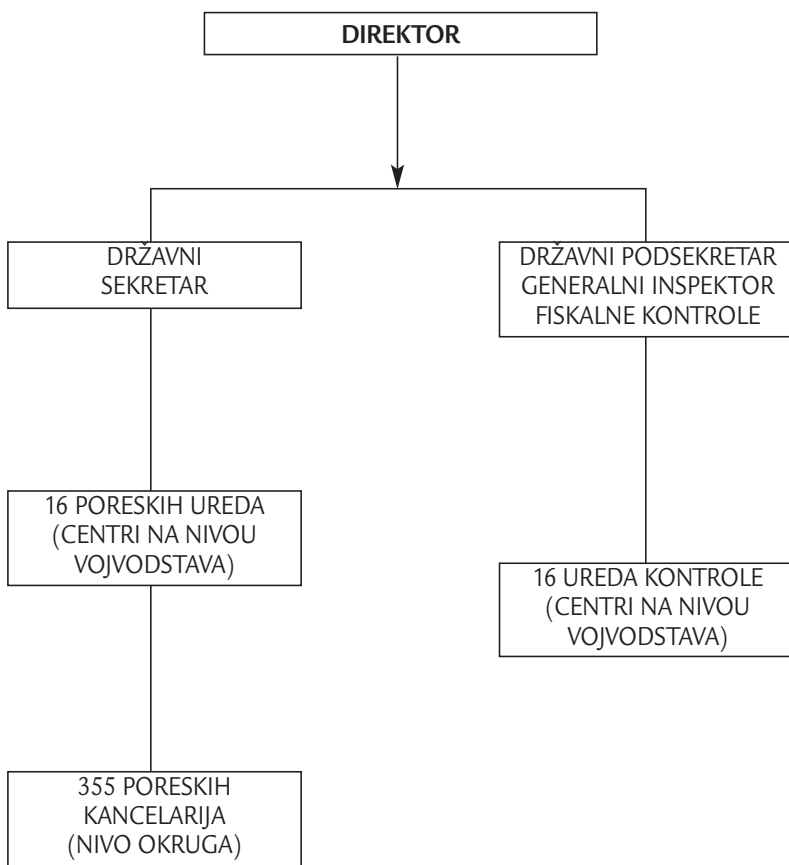 DIREKTOR
DRŽAVNI
SEKRETAR
DRŽAVNI PODSEKRETAR
GENERALNI INSPEKTOR
FISKALNE KONTROLE
16 PORESKIH UREDA
(CENTRI NA NIVOU
VOJVODSTAVA)
16 UREDA KONTROLE
(CENTRI NA NIVOU
VOJVODSTAVA)
355 PORESKIH
KANCELARIJA
(NIVO OKRUGA)